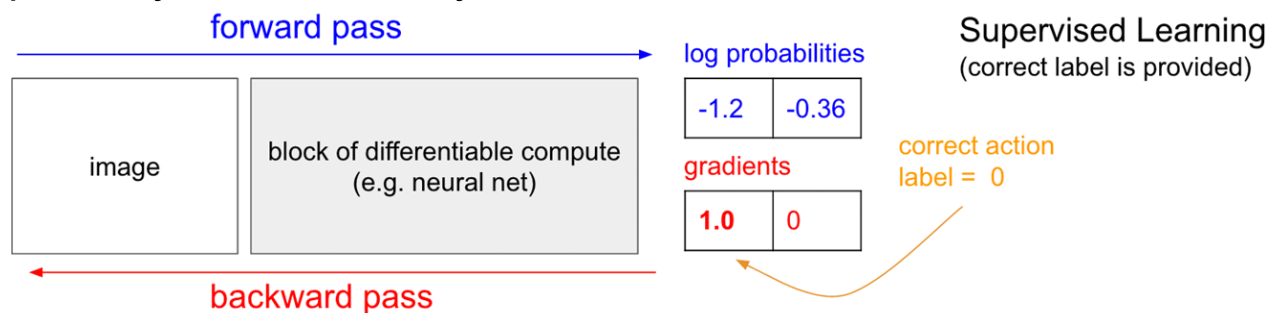 forward pass
Supervised Learning
(correct label is provided)
log probabilities
-1.2 -0.36
image
block of differentiable compute
(e.g. neural net)
gradients
1.0 0
correct action
label = 0
backward pass